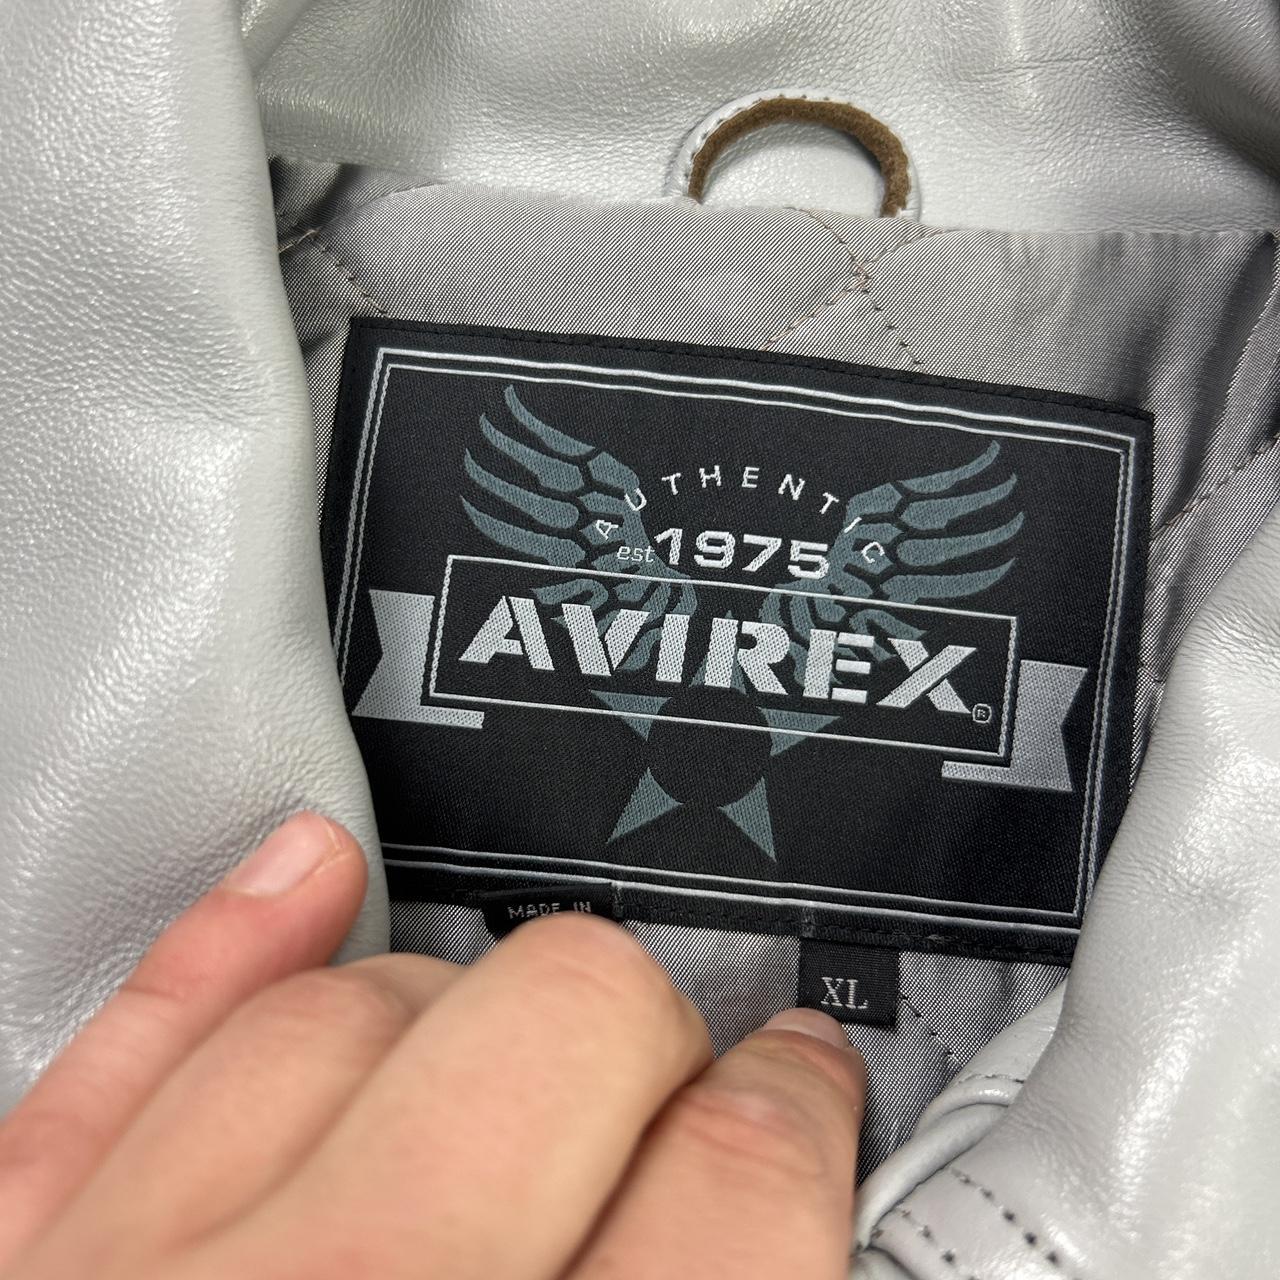 AUTHENTIC
est 1975
AVIREX®
MADE IN
XL